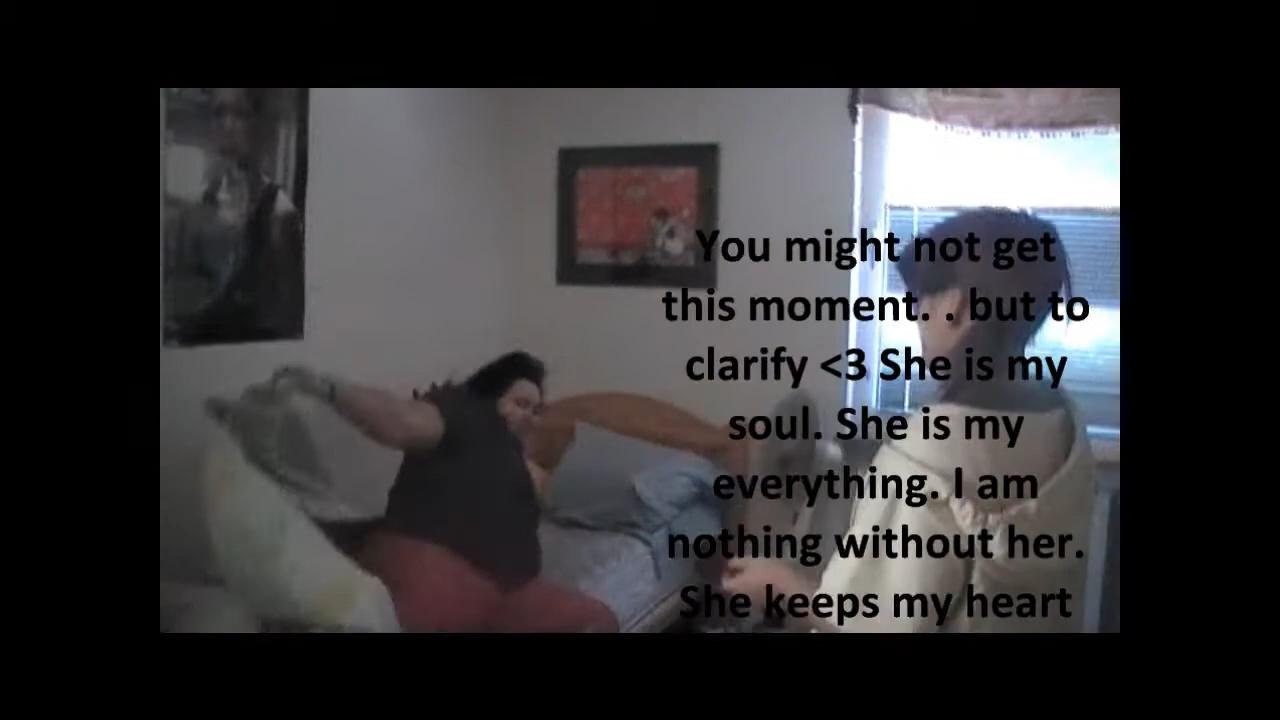 You might not get
this moment. . but to
clarify <3 She is my
soul. She is my
everything. I am
nothing without her.
She keeps my heart